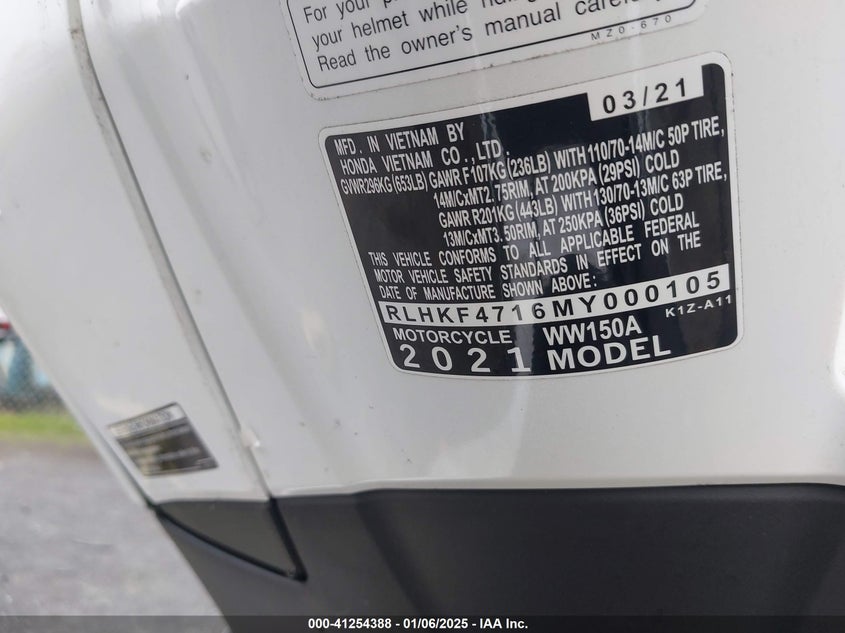 For your
your helmet while riding
Read the owner's manual carefully
MZ0-670
03/21
MFD. IN VIETNAM BY
HONDA VIETNAM CO., LTD.
GVWR296KG (653LB) GAWR F107KG (236LB) WITH 110/70-14M/C 50P TIRE,
14M/CxMT2.75RIM, AT 200KPA (29PSI) COLD
GAWR R201KG (443LB) WITH 130/70-13M/C 63P TIRE,
13M/CxMT3.50RIM, AT 250KPA (36PSI) COLD
THIS VEHICLE CONFORMS TO ALL APPLICABLE FEDERAL
MOTOR VEHICLE SAFETY STANDARDS IN EFFECT ON THE
DATE OF MANUFACTURE SHOWN ABOVE:
RLHKF4716MY000105
MOTORCYCLE WW150A K1Z-A11
2021 MODEL
000-41254388 | 01/06/2025 - IAA Inc.